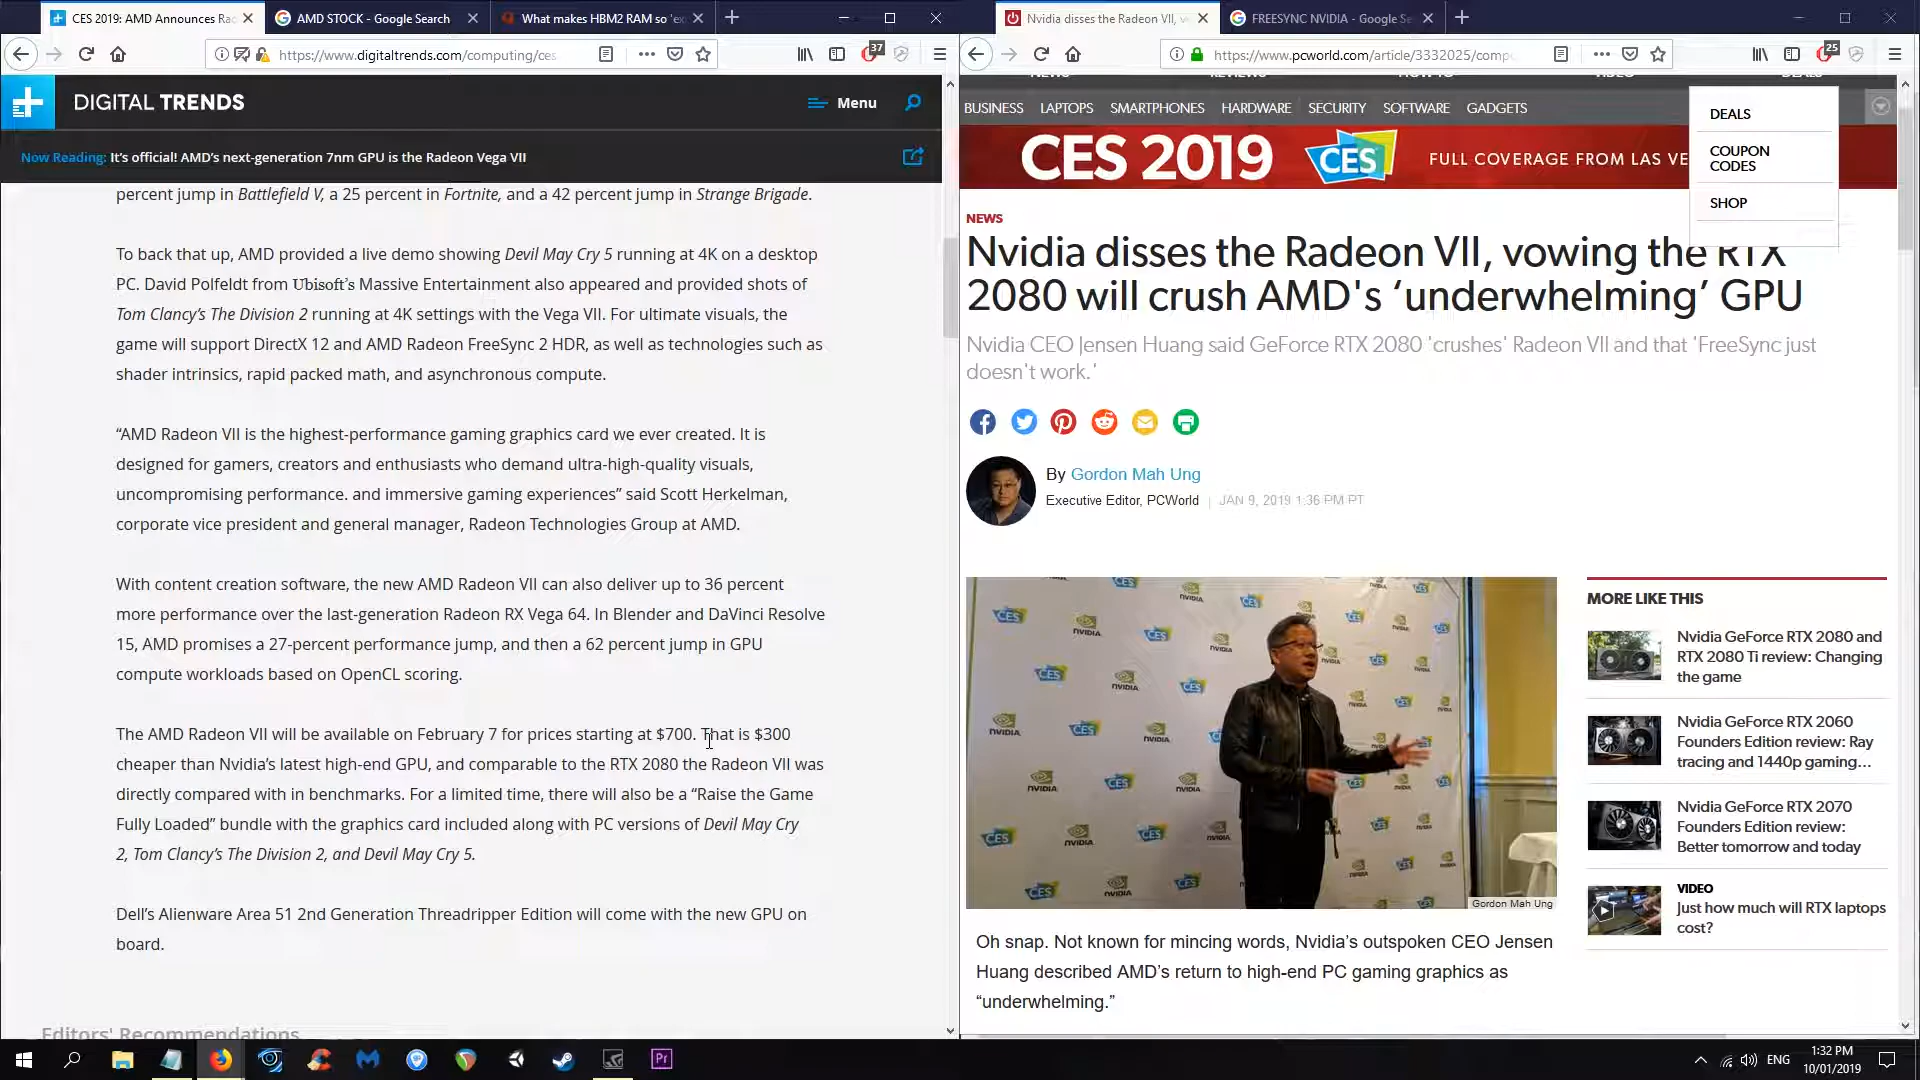 CES 2019: AMD Announces Rad
AMD STOCK - Google Search
What makes HBM2 RAM so 'ex
https://www.digitaltrends.com/computing/ces
37
DIGITAL TRENDS
Menu
Now Reading: It's official! AMD's next-generation 7nm GPU is the Radeon Vega VII
percent jump in Battlefield V, a 25 percent in Fortnite, and a 42 percent jump in Strange Brigade.
To back that up, AMD provided a live demo showing Devil May Cry 5 running at 4K on a desktop
PC. David Polfeldt from Ubisoft's Massive Entertainment also appeared and provided shots of
Tom Clancy's The Division 2 running at 4K settings with the Vega VII. For ultimate visuals, the
game will support DirectX 12 and AMD Radeon FreeSync 2 HDR, as well as technologies such as
shader intrinsics, rapid packed math, and asynchronous compute.
“AMD Radeon VII is the highest-performance gaming graphics card we ever created. It is
designed for gamers, creators and enthusiasts who demand ultra-high-quality visuals,
uncompromising performance. and immersive gaming experiences” said Scott Herkelman,
corporate vice president and general manager, Radeon Technologies Group at AMD.
With content creation software, the new AMD Radeon VII can also deliver up to 36 percent
more performance over the last-generation Radeon RX Vega 64. In Blender and DaVinci Resolve
15, AMD promises a 27-percent performance jump, and then a 62 percent jump in GPU
compute workloads based on OpenCL scoring.
The AMD Radeon VII will be available on February 7 for prices starting at $700. That is $300
cheaper than Nvidia's latest high-end GPU, and comparable to the RTX 2080 the Radeon VII was
directly compared with in benchmarks. For a limited time, there will also be a “Raise the Game
Fully Loaded” bundle with the graphics card included along with PC versions of Devil May Cry
2, Tom Clancy's The Division 2, and Devil May Cry 5.
Dell's Alienware Area 51 2nd Generation Threadripper Edition will come with the new GPU on
board.
Editors' Recommendations
Nvidia disses the Radeon VII, v
FREESYNC NVIDIA - Google Se
https://www.pcworld.com/article/3332025/comp
25
NEWS REVIEWS HOW-TO VIDEO DEALS
BUSINESS LAPTOPS SMARTPHONES HARDWARE SECURITY SOFTWARE GADGETS
DEALS
COUPON
CODES
SHOP
CES 2019 CES FULL COVERAGE FROM LAS VE
NEWS
Nvidia disses the Radeon VII, vowing the RTX
2080 will crush AMD's ‘underwhelming’ GPU
Nvidia CEO Jensen Huang said GeForce RTX 2080 'crushes' Radeon VII and that 'FreeSync just
doesn't work.'
By Gordon Mah Ung
Executive Editor, PCWorld | JAN 9, 2019 1:36 PM PT
CES
NVIDIA
Gordon Mah Ung
Oh snap. Not known for mincing words, Nvidia's outspoken CEO Jensen
Huang described AMD's return to high-end PC gaming graphics as
“underwhelming.”
MORE LIKE THIS
Nvidia GeForce RTX 2080 and
RTX 2080 Ti review: Changing
the game
Nvidia GeForce RTX 2060
Founders Edition review: Ray
tracing and 1440p gaming...
Nvidia GeForce RTX 2070
Founders Edition review:
Better tomorrow and today
VIDEO
Just how much will RTX laptops
cost?
Pr
ENG
1:32 PM
10/01/2019